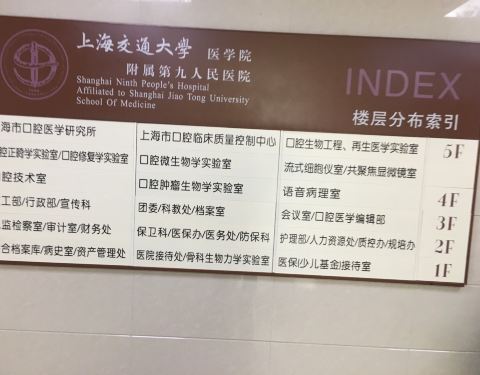 上海交通大學 医学院
附属第九人民医院
Shanghai Ninth People's Hospital
Affiliated to Shanghai Jiao Tong University
School Of Medicine
INDEX
楼层分布索引
海市口腔医学研究所 上海市口腔临床质量控制中心 口腔生物工程、再生医学实验室 5F
腔正畸学实验室/口腔修复学实验室 口腔微生物学实验室 流式细胞仪室/共聚焦显微镜室
腔技术室 口腔肿瘤生物学实验室 语音病理室 4F
工部/行政部/宣传科 团委/科教处/档案室 会议室/口腔医学编辑部 3F
监检察室/审计室/财务处 保卫科/医保办/医务处/防保科 护理部/人力资源处/质控办/规培办 2F
合档案库/病史室/资产管理处 医院接待处/骨科生物力学实验室 医保(少儿基金)接待室 1F